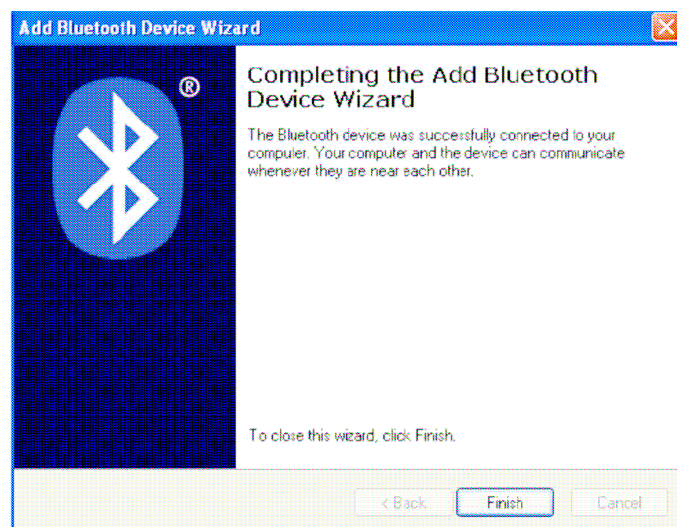 Add Bluetooth Device Wizard
®
Completing the Add Bluetooth
Device Wizard
The Bluetooth device was successfully connected to your
computer. Your computer and the device can communicate
whenever they are near each other.
To close this wizard, click Finish.
< Back
Finish
Cancel